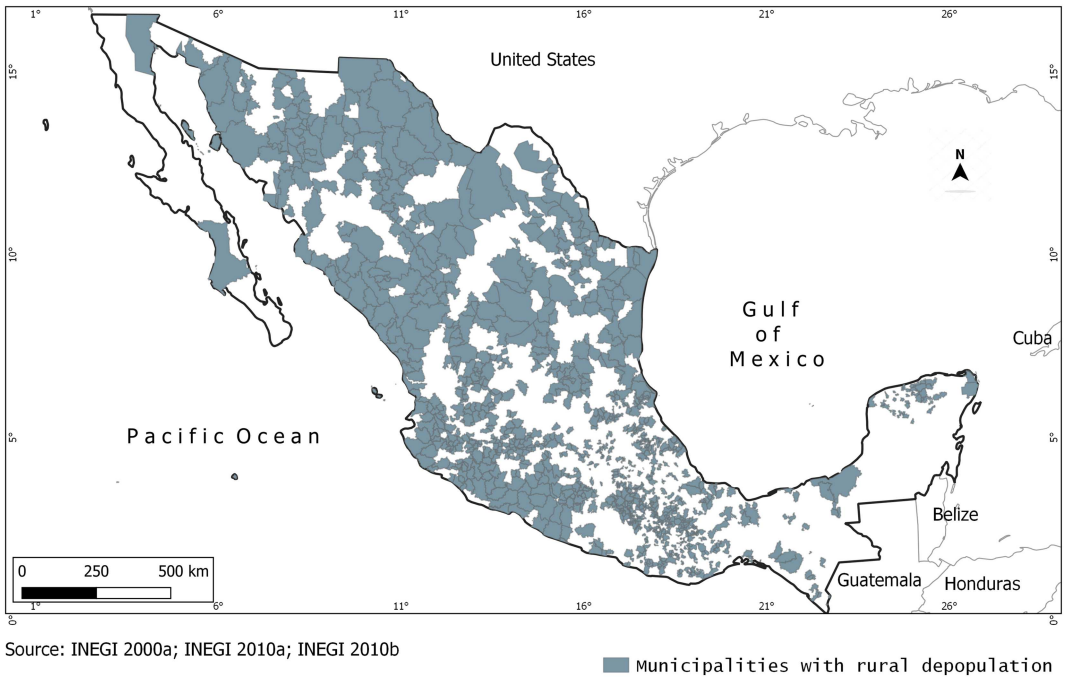 1° 6° 11° 16° 21° 26°
United States
15° 15°
N
10° 10°
Gulf
of
Mexico
Cuba
Pacific Ocean
5° 5°
Belize
0 250 500 km
Guatemala Honduras
1° 6° 11° 16° 21° 26°
0° 0°
Source: INEGI 2000a; INEGI 2010a; INEGI 2010b
Municipalities with rural depopulation